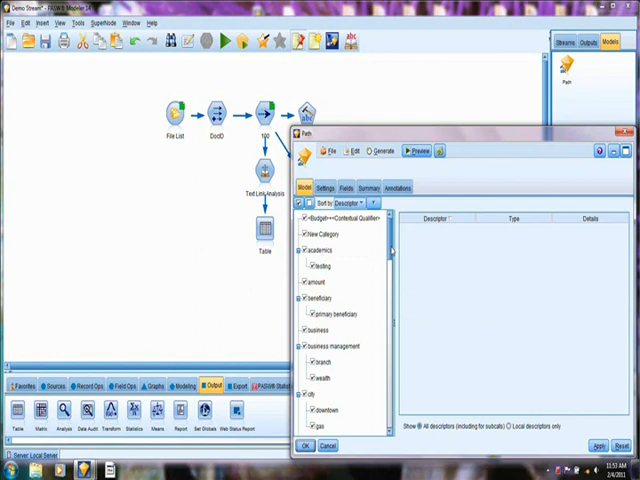 Demo Stream* - PASW® Modeler 14
File Edit Insert View Tools SuperNode Window Help
Streams Outputs Models
Path
File List
DocID
100
Text Link Analysis
Table
Path
File Edit Generate Preview
Model Settings Fields Summary Annotations
Sort by Descriptor
Descriptor Type Details
<Budget>+<Contextual Qualifier>
New Category
academics
testing
amount
beneficiary
primary beneficiary
business
business management
branch
wealth
city
downtown
gas
Show All descriptors (including for subcats) Local descriptors only
OK Cancel Apply Reset
Favorites Sources Record Ops Field Ops Graphs Modeling Output Export PASW® Statist
Table Matrix Analysis Data Audit Transform Statistics Means Report Set Globals Web Status Report
Server: Local Server
11:53 AM
2/4/2011